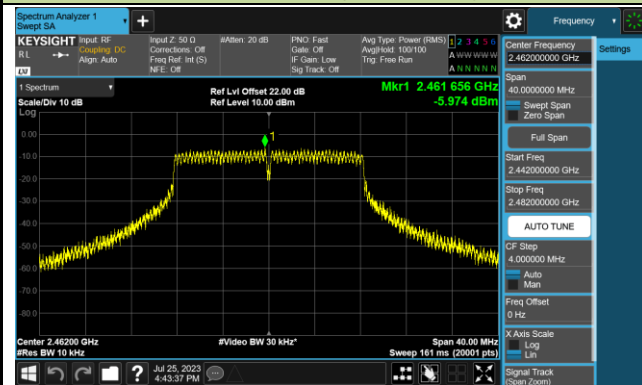 Spectrum Analyzer 1
Swept SA
Frequency
KEYSIGHT
RL
Input: RF
Coupling: DC
Align: Auto
Input Z: 50 Ω
Corrections: Off
Freq Ref: Int (S)
NFE: Off
#Atten: 20 dB
PNO: Fast
Gate: Off
IF Gain: Low
Sig Track: Off
Avg Type: Power (RMS)
Avg|Hold: 100/100
Trig: Free Run
1 2 3 4 5 6
A W W W W W
A N N N N N
1 Spectrum
Scale/Div 10 dB
Log
Ref Lvl Offset 22.00 dB
Ref Level 10.00 dBm
Mkr1 2.461 656 GHz
-5.974 dBm
1
0.00
-10.0
-20.0
-30.0
-40.0
-50.0
-60.0
-70.0
-80.0
Center 2.46200 GHz
#Res BW 10 kHz
#Video BW 30 kHz*
Span 40.00 MHz
Sweep 161 ms (20001 pts)
Center Frequency
2.462000000 GHz
Settings
Span
40.0000000 MHz
Swept Span
Zero Span
Full Span
Start Freq
2.442000000 GHz
Stop Freq
2.482000000 GHz
AUTO TUNE
CF Step
4.000000 MHz
Auto
Man
Freq Offset
0 Hz
X Axis Scale
Log
Lin
Signal Track
(Span Zoom)
Jul 25, 2023
4:43:37 PM